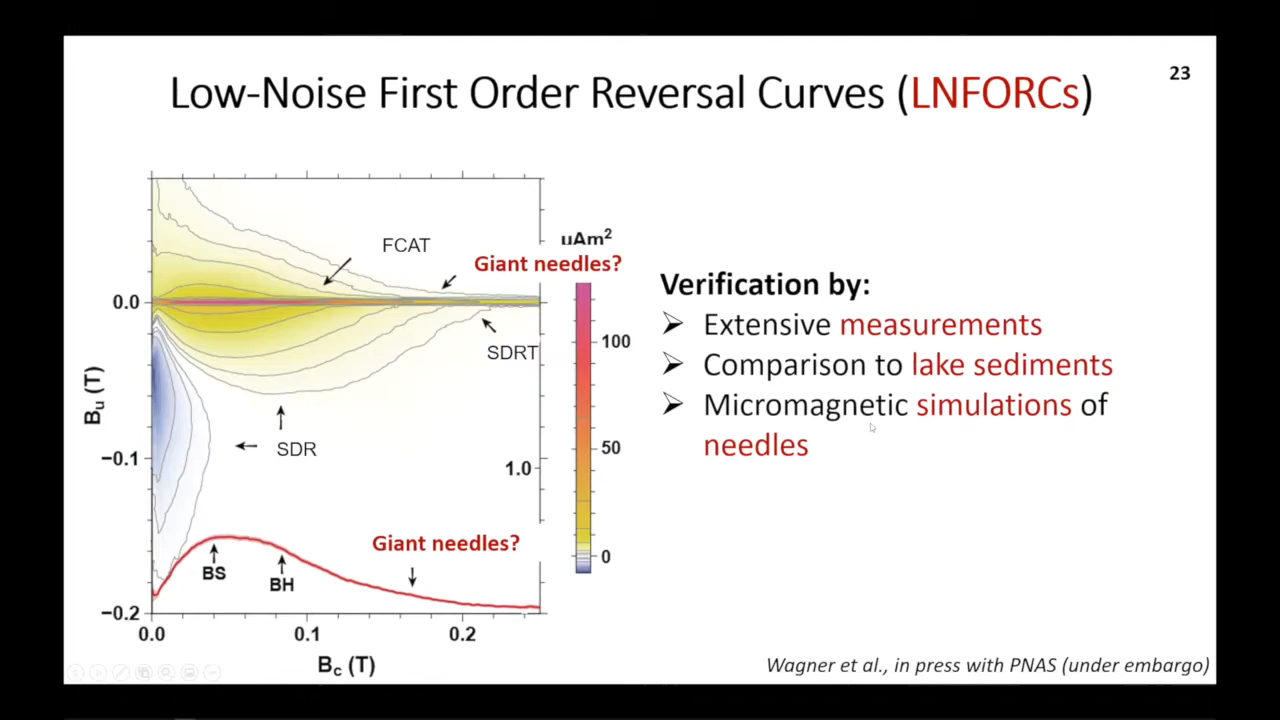 23
Low-Noise First Order Reversal Curves (LNFORCs)
FCAT
uAm²
Giant needles?
0.0
100
SDRT
Bu (T)
SDR
50
−0.1
1.0
Giant needles?
0
BS
BH
−0.2
0.0
0.1
0.2
Bc (T)
Verification by:
➢ Extensive measurements
➢ Comparison to lake sediments
➢ Micromagnetic simulations of
needles
Wagner et al., in press with PNAS (under embargo)